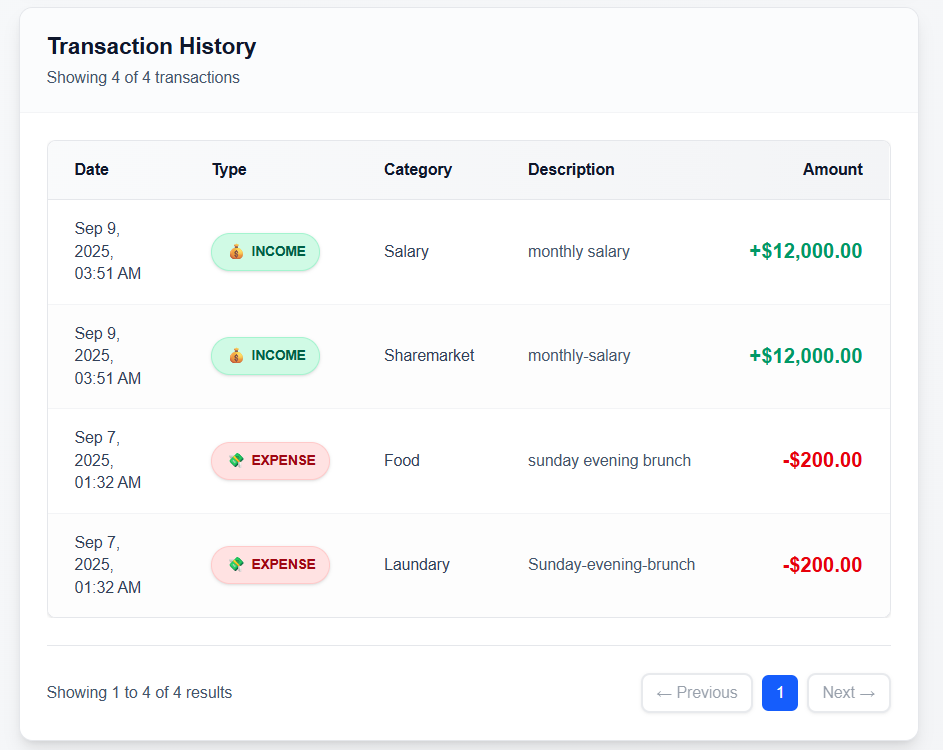 Transaction History
Showing 4 of 4 transactions
Date Type Category Description Amount
Sep 9,
2025,
03:51 AM
INCOME
Salary
monthly salary
+$12,000.00
Sep 9,
2025,
03:51 AM
INCOME
Sharemarket
monthly-salary
+$12,000.00
Sep 7,
2025,
01:32 AM
EXPENSE
Food
sunday evening brunch
-$200.00
Sep 7,
2025,
01:32 AM
EXPENSE
Laundary
Sunday-evening-brunch
-$200.00
Showing 1 to 4 of 4 results
← Previous 1 Next →